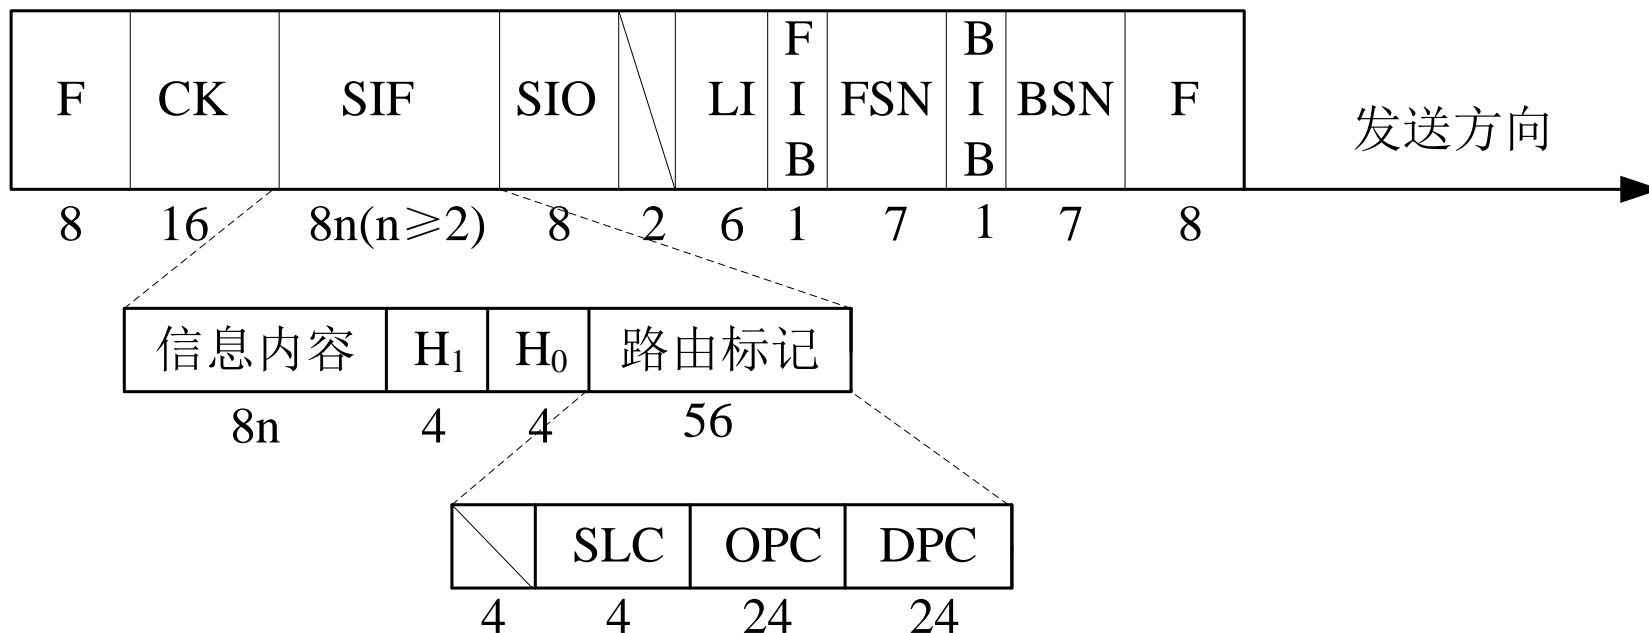 F CK SIF SIO LI FIB FSN BIB BSN F
发送方向
8 16 8n(n≥2) 8 2 6 1 7 1 7 8
信息内容 H₁ H₀ 路由标记
8n 4 4 56
SLC OPC DPC
4 4 24 24